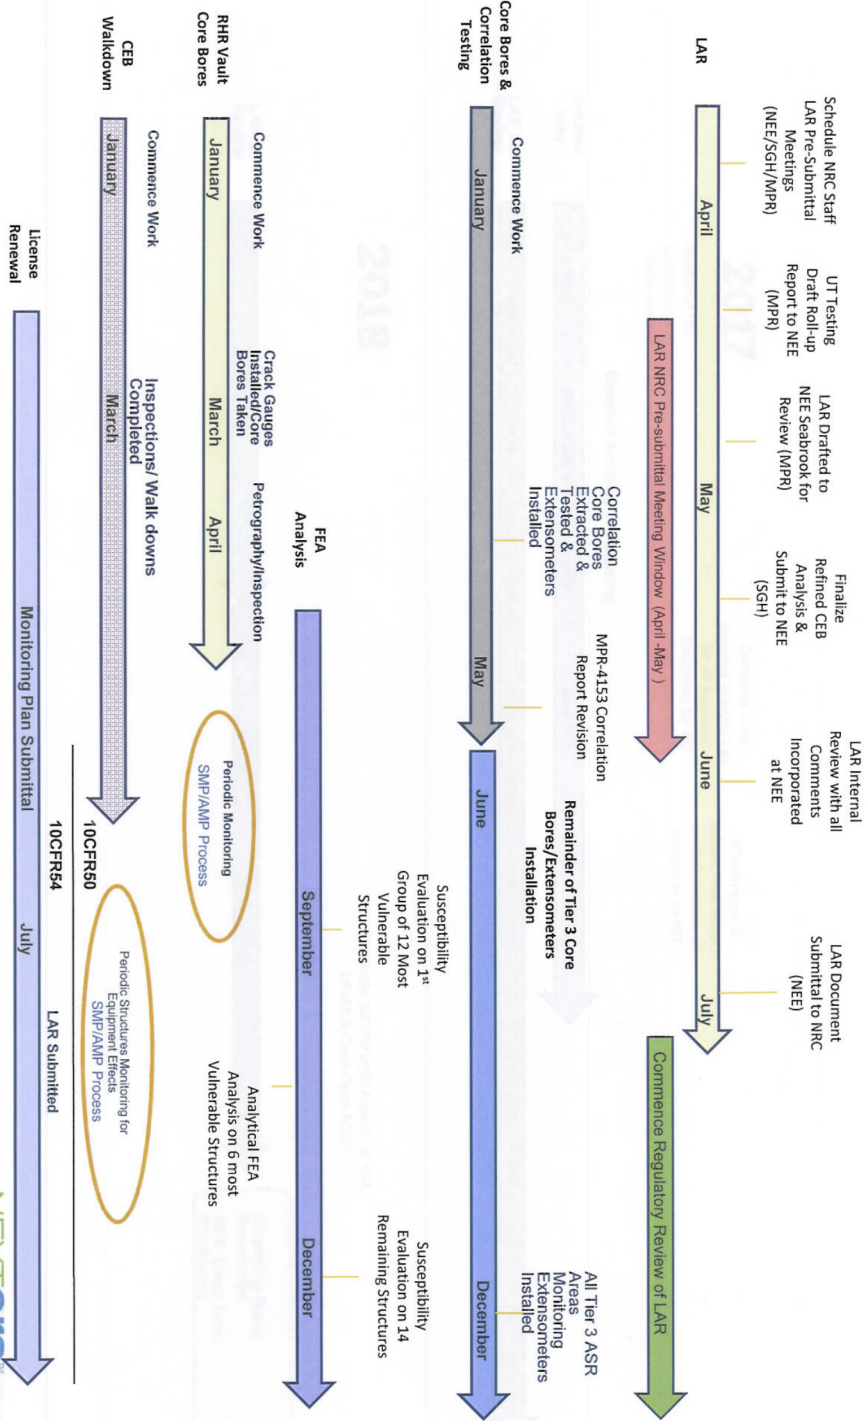 Schedule NRC Staff
LAR Pre-Submittal
Meetings
(NEE/SGH/MPR)
UT Testing
Draft Roll-up
Report to NEE
(MPR)
LAR Drafted to
NEE Seabrook for
Review (MPR)
Finalize
Refined CEB
Analysis &
Submit to NEE
(SGH)
LAR Internal
Review with all
Comments
Incorporated
at NEE
LAR Document
Submittal to NRC
(NEE)
LAR
April
May
June
July
2017
LAR NRC Pre-submittal Meeting Window (April -May )
Commence Regulatory Review of LAR
Commence Work
Correlation
Core Bores
Extracted &
Tested &
Extensometers
Installed
MPR-4153 Correlation
Report Revision
Remainder of Tier 3 Core
Bores/Extensometers
Installation
All Tier 3 ASR
Areas
Monitoring
Extensometers
Installed
Core Bores &
Correlation
Testing
January
May
June
December
2018
Susceptibility
Evaluation on 1st
Group of 12 Most
Vulnerable
Structures
Analytical FEA
Analysis on 6 most
Vulnerable Structures
Susceptibility
Evaluation on 14
Remaining Structures
FEA
Analysis
September
December
Commence Work
Crack Gauges
Installed/Core
Bores Taken
Petrography/Inspection
RHR Vault
Core Bores
January
March
April
Periodic Monitoring
SMP/AMP Process
Commence Work
Inspections/ Walk downs
Completed
CEB
Walkdown
January
March
Periodic Structures Monitoring for
Equipment Effects
SMP/AMP Process
10CFR50
10CFR54
LAR Submitted
License
Renewal
Monitoring Plan Submittal
July